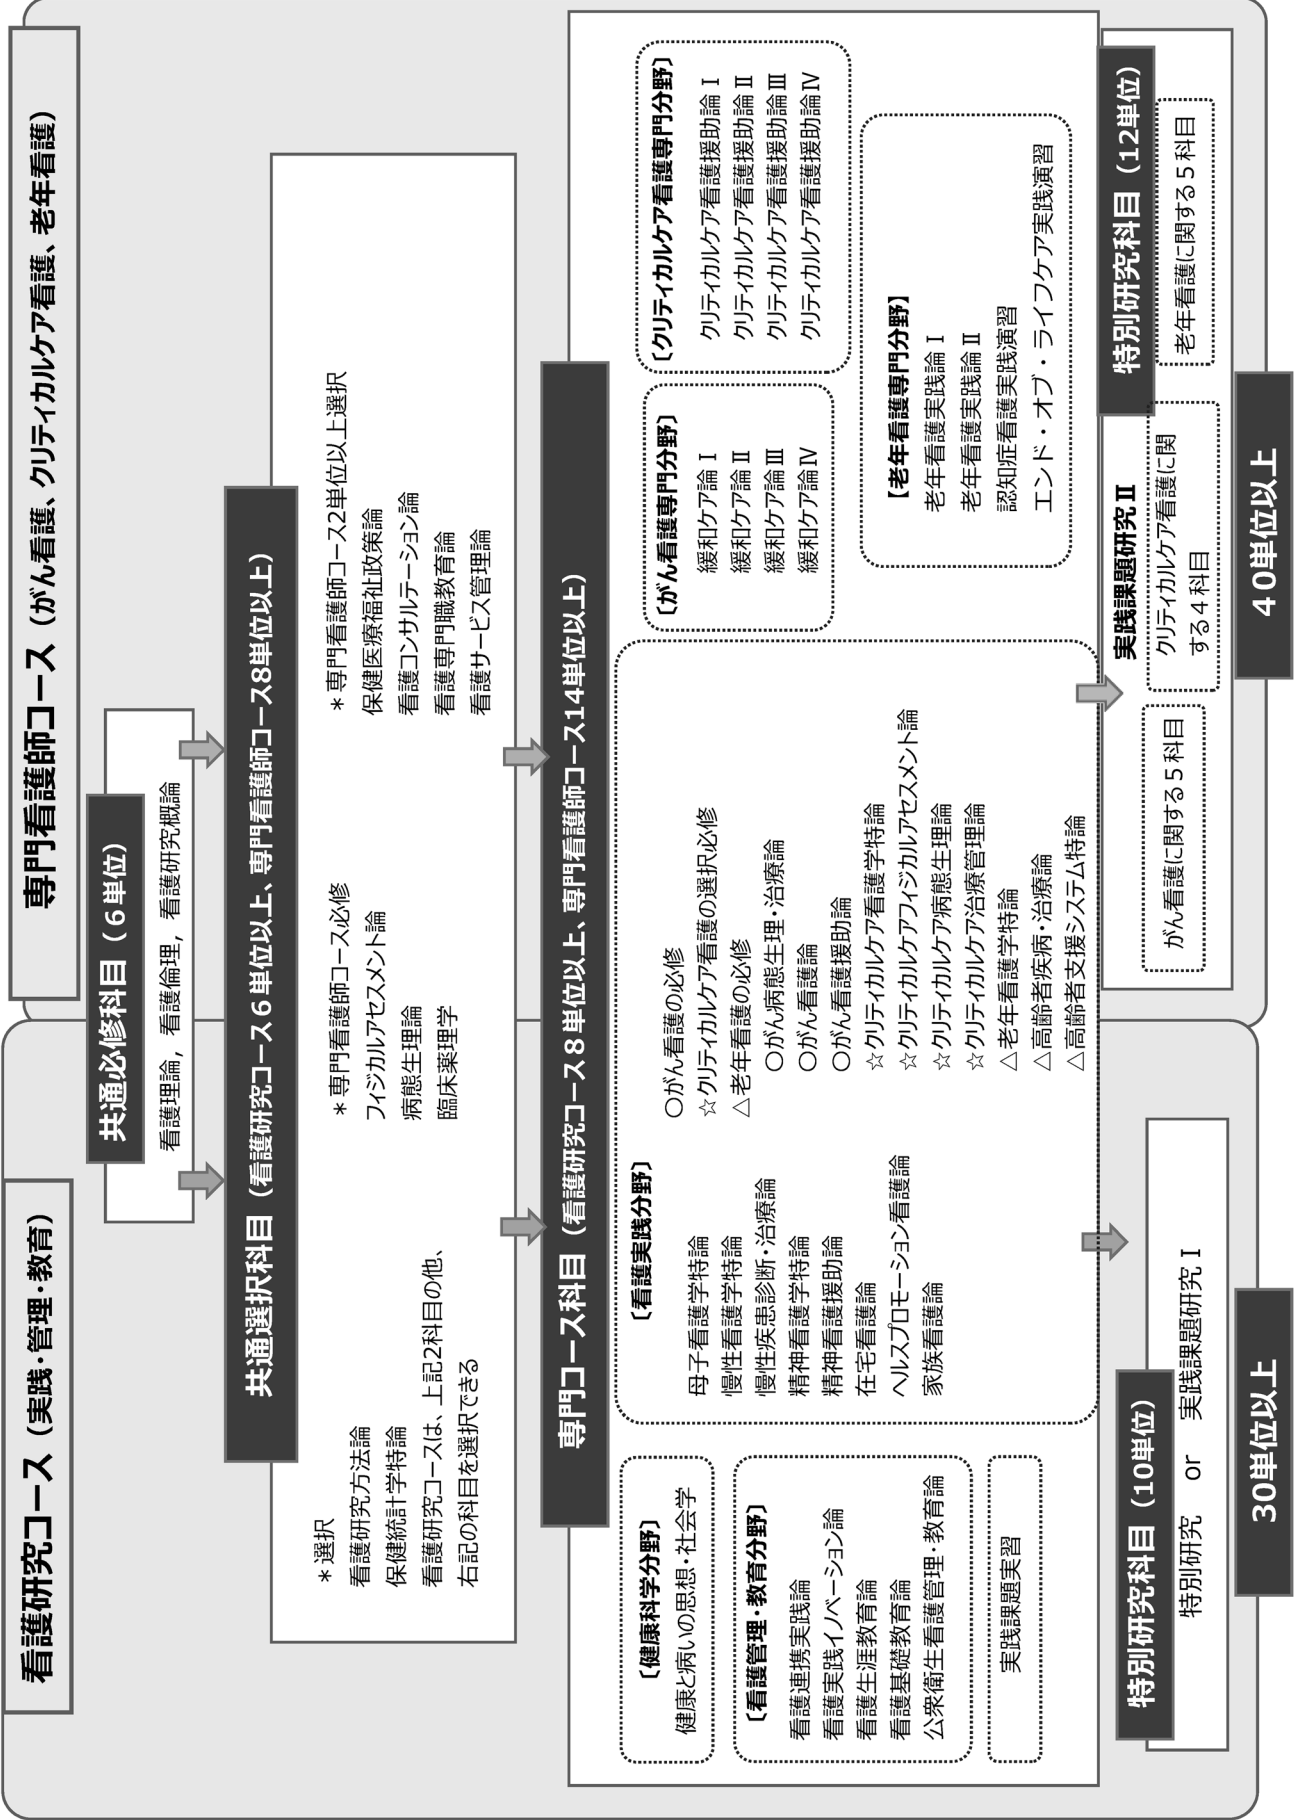 看護研究コース（実践・管理・教育）
専門看護師コース（がん看護、クリティカルケア看護、老年看護）
共通必修科目（６単位）
看護理論，看護倫理，看護研究概論
共通選択科目（看護研究コース６単位以上、専門看護師コース8単位以上）
＊選択
看護研究方法論
保健統計学特論
看護研究コースは、上記2科目の他、
右記の科目を選択できる
＊専門看護師コース必修
フィジカルアセスメント論
病態生理論
臨床薬理学
＊専門看護師コース2単位以上選択
保健医療福祉政策論
看護コンサルテーション論
看護専門職教育論
看護サービス管理論
専門コース科目（看護研究コース８単位以上、専門看護師コース14単位以上）
〔健康科学分野〕
健康と病いの思想・社会学
〔看護管理・教育分野〕
看護連携実践論
看護実践イノベーション論
看護生涯教育論
看護基礎教育論
公衆衛生看護管理・教育論
実践課題実習
〔看護実践分野〕
母子看護学特論
慢性看護学特論
慢性疾患診断・治療論
精神看護学特論
精神看護援助論
在宅看護論
ヘルスプロモーション看護論
家族看護論
〇がん看護の必修
☆クリティカルケア看護の選択必修
△老年看護の必修
〇がん病態生理・治療論
〇がん看護論
〇がん看護援助論
☆クリティカルケア看護学特論
☆クリティカルケアフィジカルアセスメント論
☆クリティカルケア病態生理論
☆クリティカルケア治療管理論
△老年看護学特論
△高齢者疾病・治療論
△高齢者支援システム特論
〔がん看護専門分野〕
緩和ケア論Ⅰ
緩和ケア論Ⅱ
緩和ケア論Ⅲ
緩和ケア論Ⅳ
〔クリティカルケア看護専門分野〕
クリティカルケア看護援助論Ⅰ
クリティカルケア看護援助論Ⅱ
クリティカルケア看護援助論Ⅲ
クリティカルケア看護援助論Ⅳ
【老年看護専門分野】
老年看護実践論Ⅰ
老年看護実践論Ⅱ
認知症看護実践演習
エンド・オブ・ライフケア実践演習
特別研究科目（10単位）
特別研究　or　実践課題研究Ⅰ
30単位以上
特別研究科目（12単位）
実践課題研究Ⅱ
がん看護に関する５科目
クリティカルケア看護に関
する４科目
老年看護に関する５科目
４０単位以上